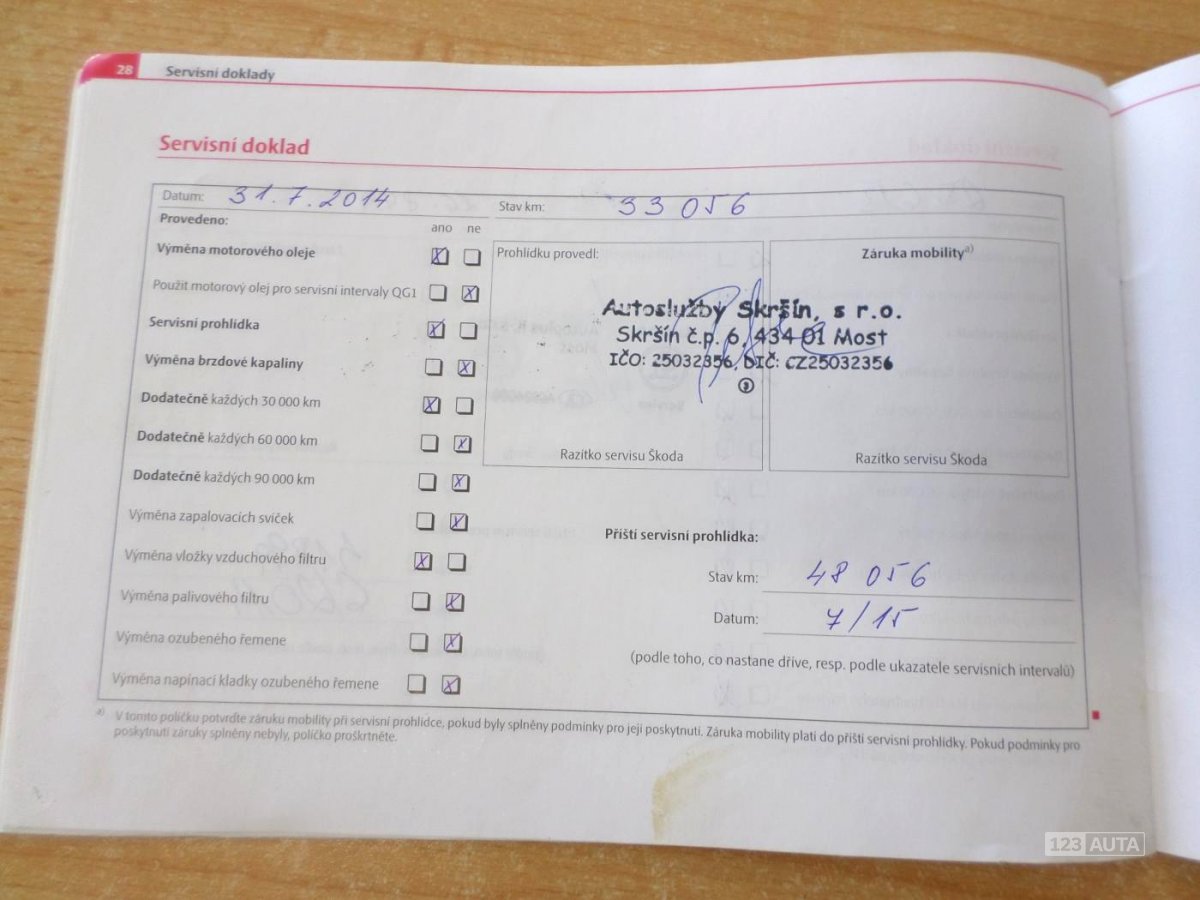 28 Servisní doklady
Servisní doklad
Datum: 31.7.2014 Stav km: 33 056
Provedeno: ano ne
Výměna motorového oleje
Použit motorový olej pro servisní intervaly QG1
Servisní prohlídka
Výměna brzdové kapaliny
Dodatečně každých 30 000 km
Dodatečně každých 60 000 km
Dodatečně každých 90 000 km
Výměna zapalovacích svíček
Výměna vložky vzduchového filtru
Výměna palivového filtru
Výměna ozubeného řemene
Výměna napínací kladky ozubeného řemene
Prohlídku provedl:
Autoslužby Skršín, s r.o.
Skršín č.p. 6, 434 01 Most
IČO: 25032356, DIČ: CZ25032356
Razítko servisu Škoda
Záruka mobility a)
Razítko servisu Škoda
Příští servisní prohlídka:
Stav km: 48 056
Datum: 7/15
(podle toho, co nastane dříve, resp. podle ukazatele servisních intervalů)
a) V tomto políčku potvrďte záruku mobility při servisní prohlídce, pokud byly splněny podmínky pro její poskytnutí. Záruka mobility platí do příští servisní prohlídky. Pokud podmínky pro
poskytnutí záruky splněny nebyly, políčko proškrtněte.
123 AUTA